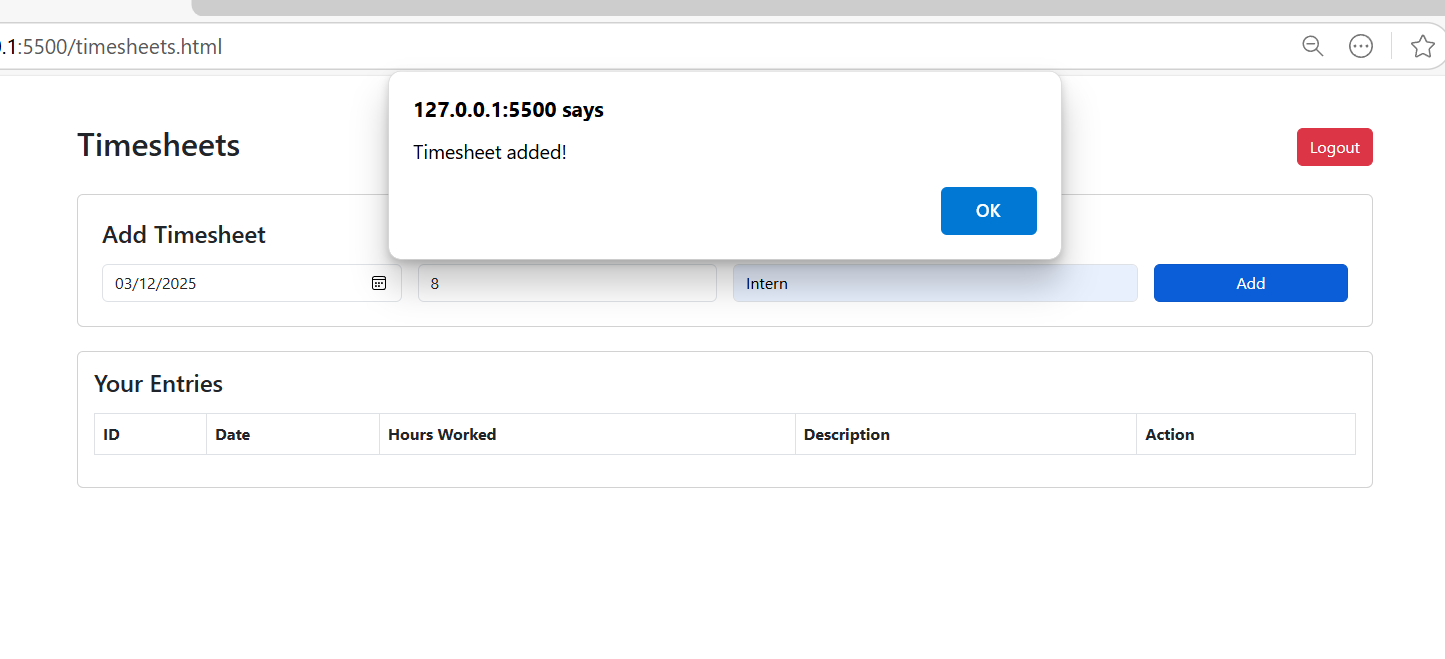 .1:5500/timesheets.html
127.0.0.1:5500 says
Timesheet added!
OK
Timesheets
Logout
Add Timesheet
03/12/2025
8
Intern
Add
Your Entries
ID Date Hours Worked Description Action